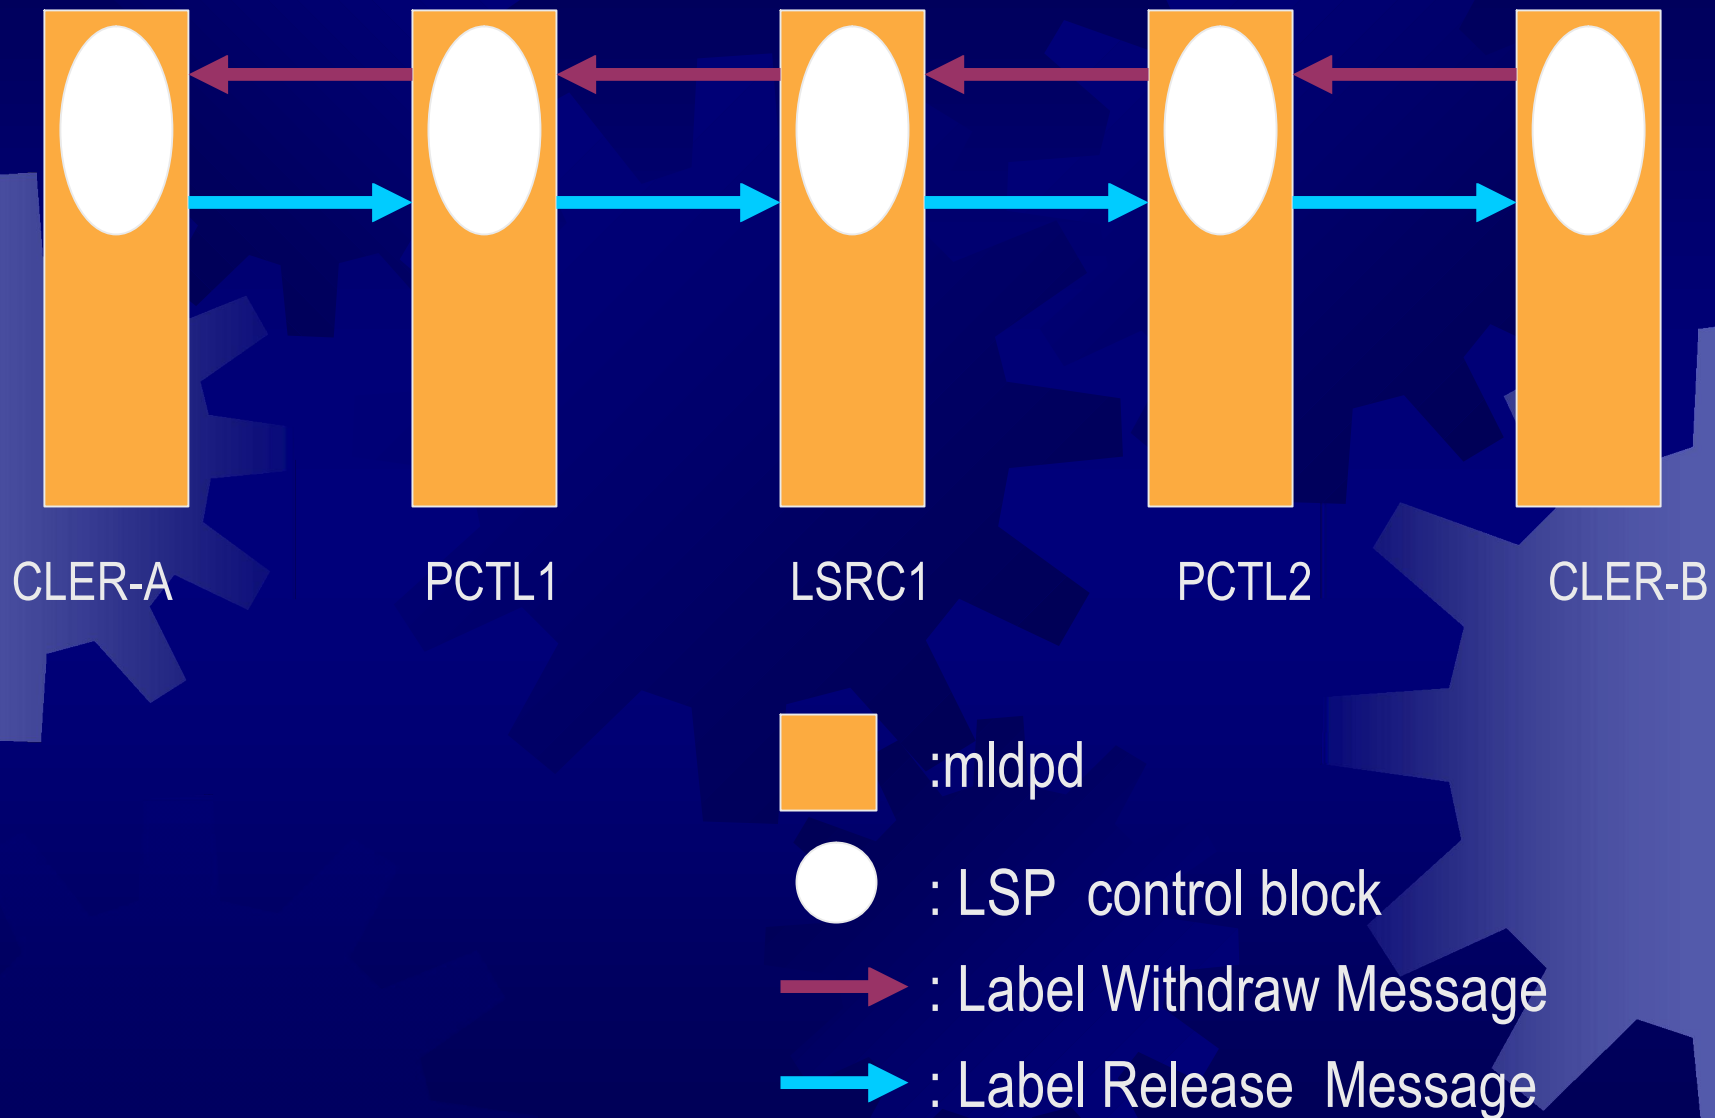 CLER-A PCTL1 LSRC1 PCTL2 CLER-B
:mldpd
: LSP control block
: Label Withdraw Message
: Label Release Message